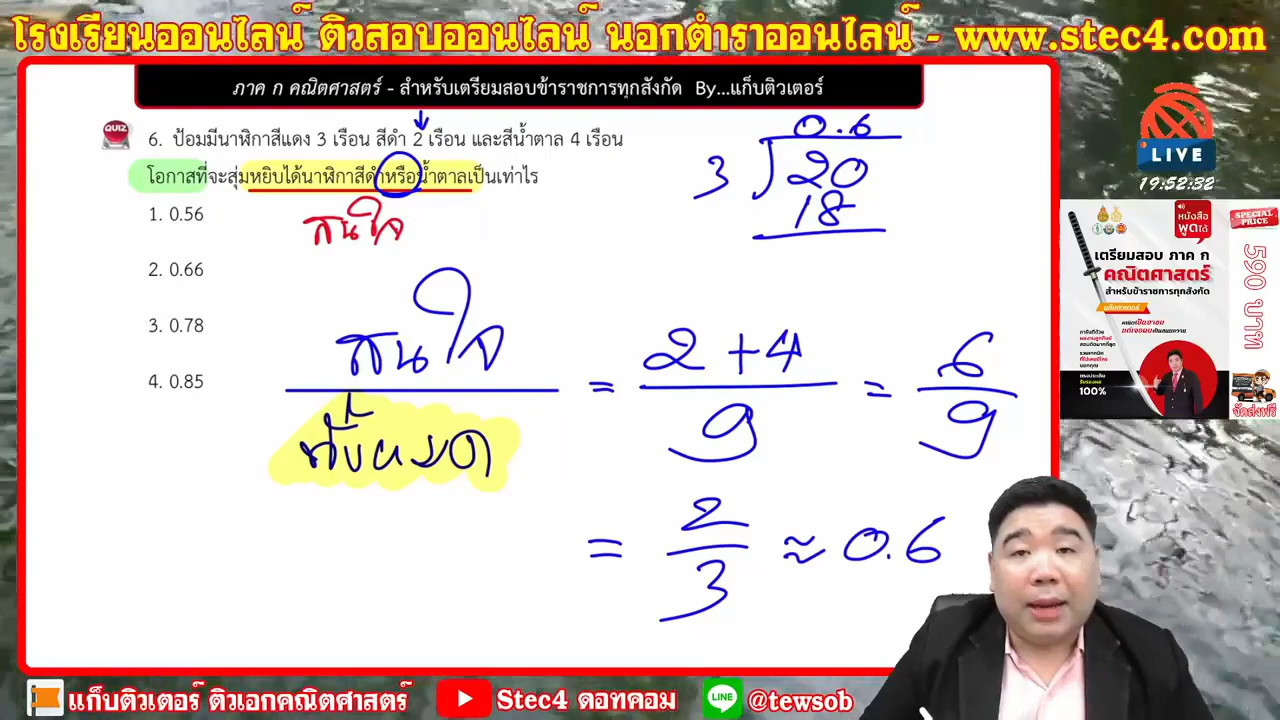 โรงเรียนออนไลน์ ติวสอบออนไลน์ นอกตำราออนไลน์ - www.stec4.com
ภาค ก คณิตศาสตร์ - สำหรับเตรียมสอบข้าราชการทุกสังกัด By...แก็บติวเตอร์
QUIZ
6. ป้อมมีนาฬิกาสีแดง 3 เรือน สีดำ 2 เรือน และสีน้ำตาล 4 เรือน
โอกาสที่จะสุ่มหยิบได้นาฬิกาสีดำหรือน้ำตาลเป็นเท่าไร
1. 0.56
2. 0.66
3. 0.78
4. 0.85
สนใจ
0.6
3 20
18
สนใจ
ทั้งหมด
= 2+4 / 9 = 6 / 9
= 2 / 3 ≈ 0.6
LIVE
19:52:32
หนังสือ
พูดได้
SPECIAL
PRICE
590 บาท
เตรียมสอบ ภาค ก
คณิตศาสตร์
สำหรับข้าราชการทุกสังกัด
แก็บติวเตอร์
100%
จัดส่งฟรี
แก็บติวเตอร์ ติวเอกคณิตศาสตร์
Stec4 ดอทคอม
LINE
@tewsob